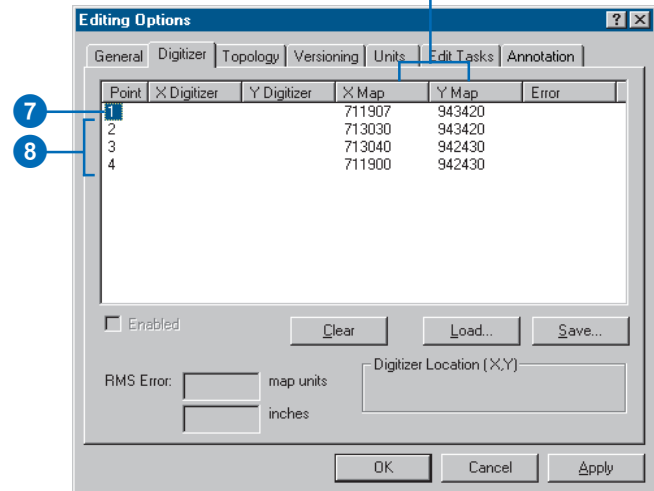 Editing Options
General Digitizer Topology Versioning Units Edit Tasks Annotation
Point X Digitizer Y Digitizer X Map Y Map Error
7 1 711907 943420
8 2 713030 943420
3 713040 942430
4 711900 942430
Enabled Clear Load... Save...
Digitizer Location (X,Y)
RMS Error: map units
inches
OK Cancel Apply